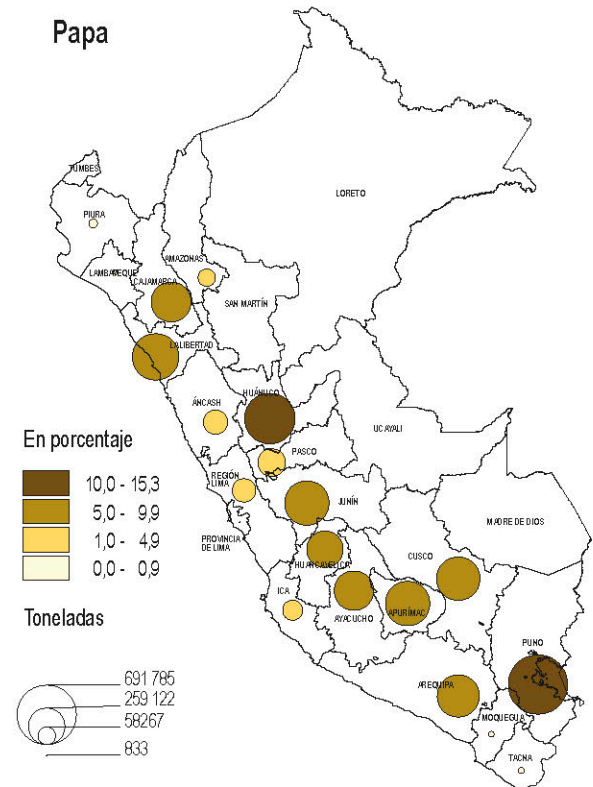 Papa
TUMBES
PIURA
LORETO
AMAZONAS
LAMBAYEQUE
CAJAMARCA
SAN MARTÍN
LA LIBERTAD
ÁNCASH
HUÁNUCO
UCAYALI
PASCO
REGIÓN
LIMA
JUNÍN
PROVINCIA
DE LIMA
MADRE DE DIOS
CUSCO
HUANCAVELICA
ICA
AYACUCHO
APURÍMAC
PUNO
AREQUIPA
MOQUEGUA
TACNA
En porcentaje
10,0 - 15,3
5,0 - 9,9
1,0 - 4,9
0,0 - 0,9
Toneladas
691 785
259 122
58267
833